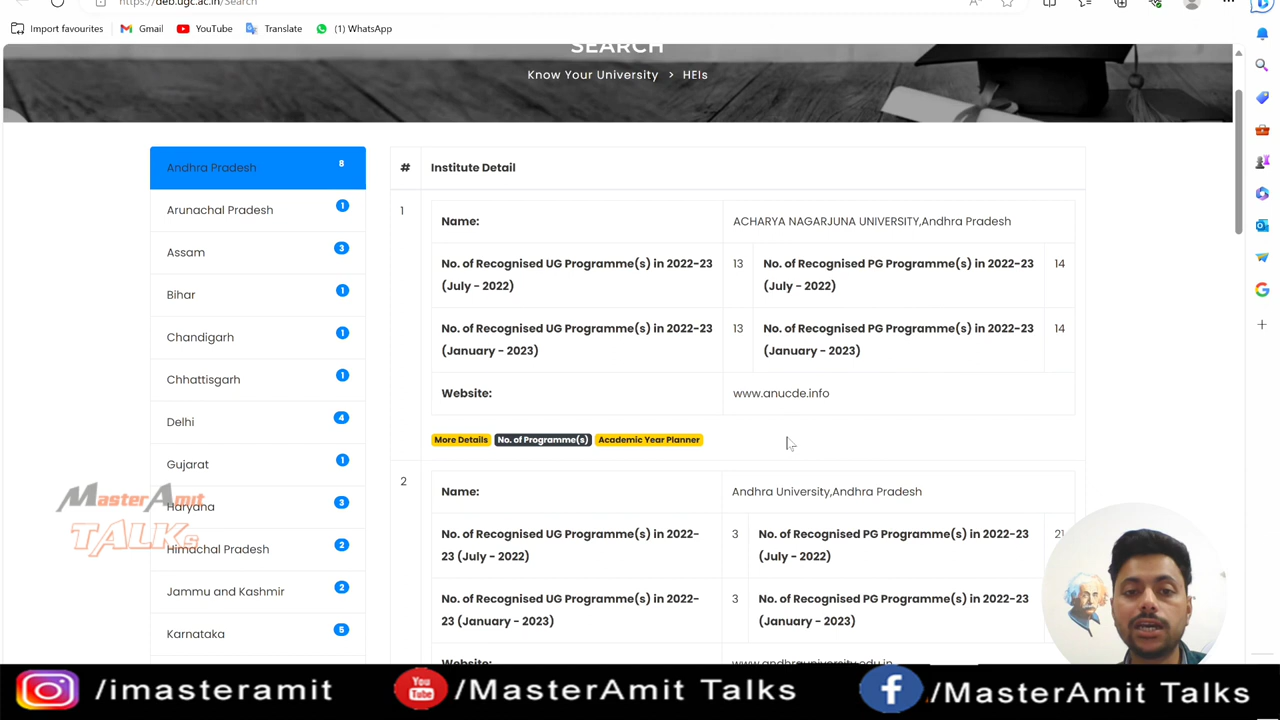 https://deb.ugc.ac.in/Search
Import favourites Gmail YouTube Translate (1) WhatsApp
SEARCH
Know Your University > HEIs
Andhra Pradesh 8
Arunachal Pradesh 1
Assam 3
Bihar 1
Chandigarh 1
Chhattisgarh 1
Delhi 4
Gujarat 1
Haryana 3
Himachal Pradesh 2
Jammu and Kashmir 2
Karnataka 5
# Institute Detail
1
Name: ACHARYA NAGARJUNA UNIVERSITY,Andhra Pradesh
No. of Recognised UG Programme(s) in 2022-23 13 No. of Recognised PG Programme(s) in 2022-23 14
(July - 2022) (July - 2022)
No. of Recognised UG Programme(s) in 2022-23 13 No. of Recognised PG Programme(s) in 2022-23 14
(January - 2023) (January - 2023)
Website: www.anucde.info
More Details No. of Programme(s) Academic Year Planner
2
Name: Andhra University,Andhra Pradesh
No. of Recognised UG Programme(s) in 2022- 3 No. of Recognised PG Programme(s) in 2022-23 21
23 (July - 2022) (July - 2022)
No. of Recognised UG Programme(s) in 2022- 3 No. of Recognised PG Programme(s) in 2022-23
23 (January - 2023) (January - 2023)
Website: www.andhrauniversity.edu.in
MasterAmit
TALKs
/imasteramit You Tube /MasterAmit Talks /MasterAmit Talks